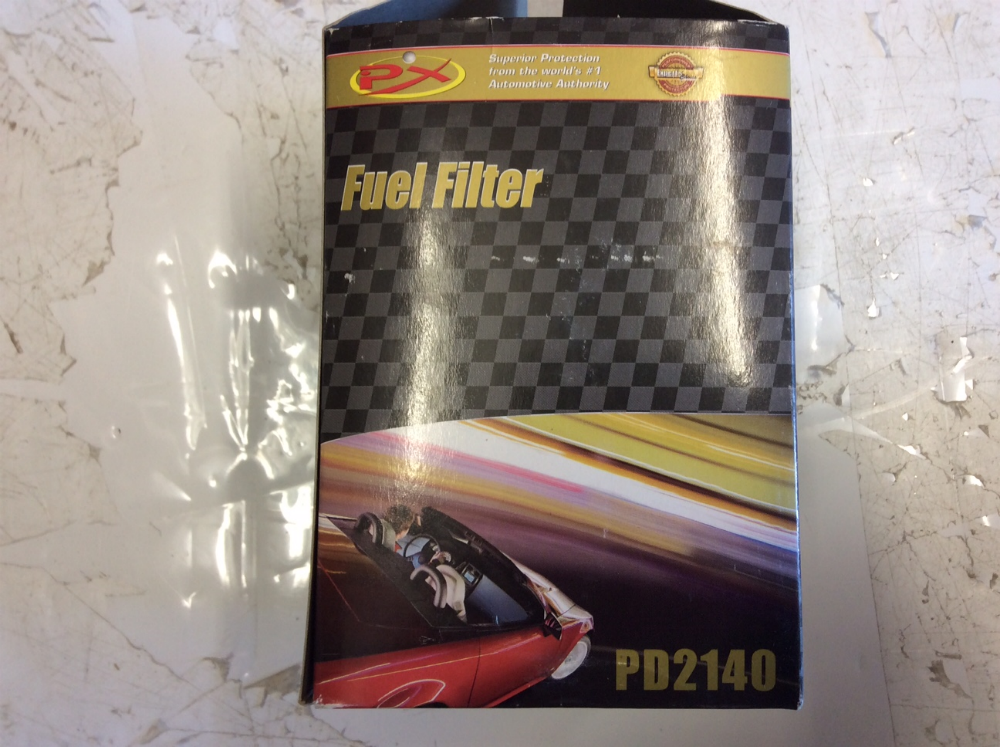 PX
Superior Protection
from the world's #1
Automotive Authority
Fuel Filter
PD2140